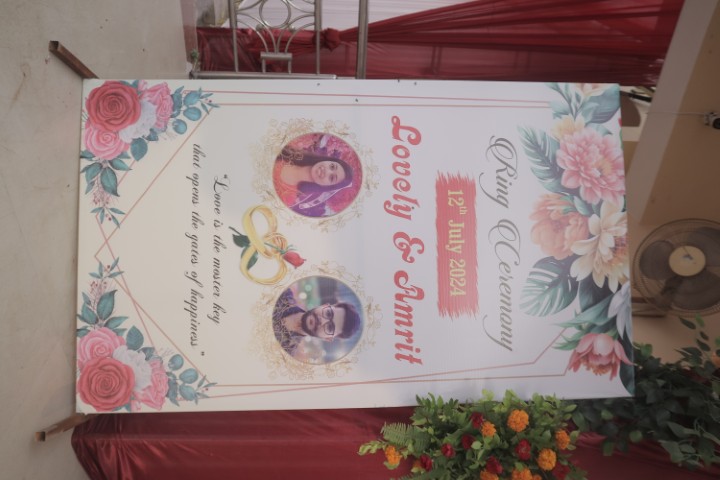 Ring Ceremony
12th July 2024
Lovely & Amrit
"Love is the moster key
that opens the gates of happiness"